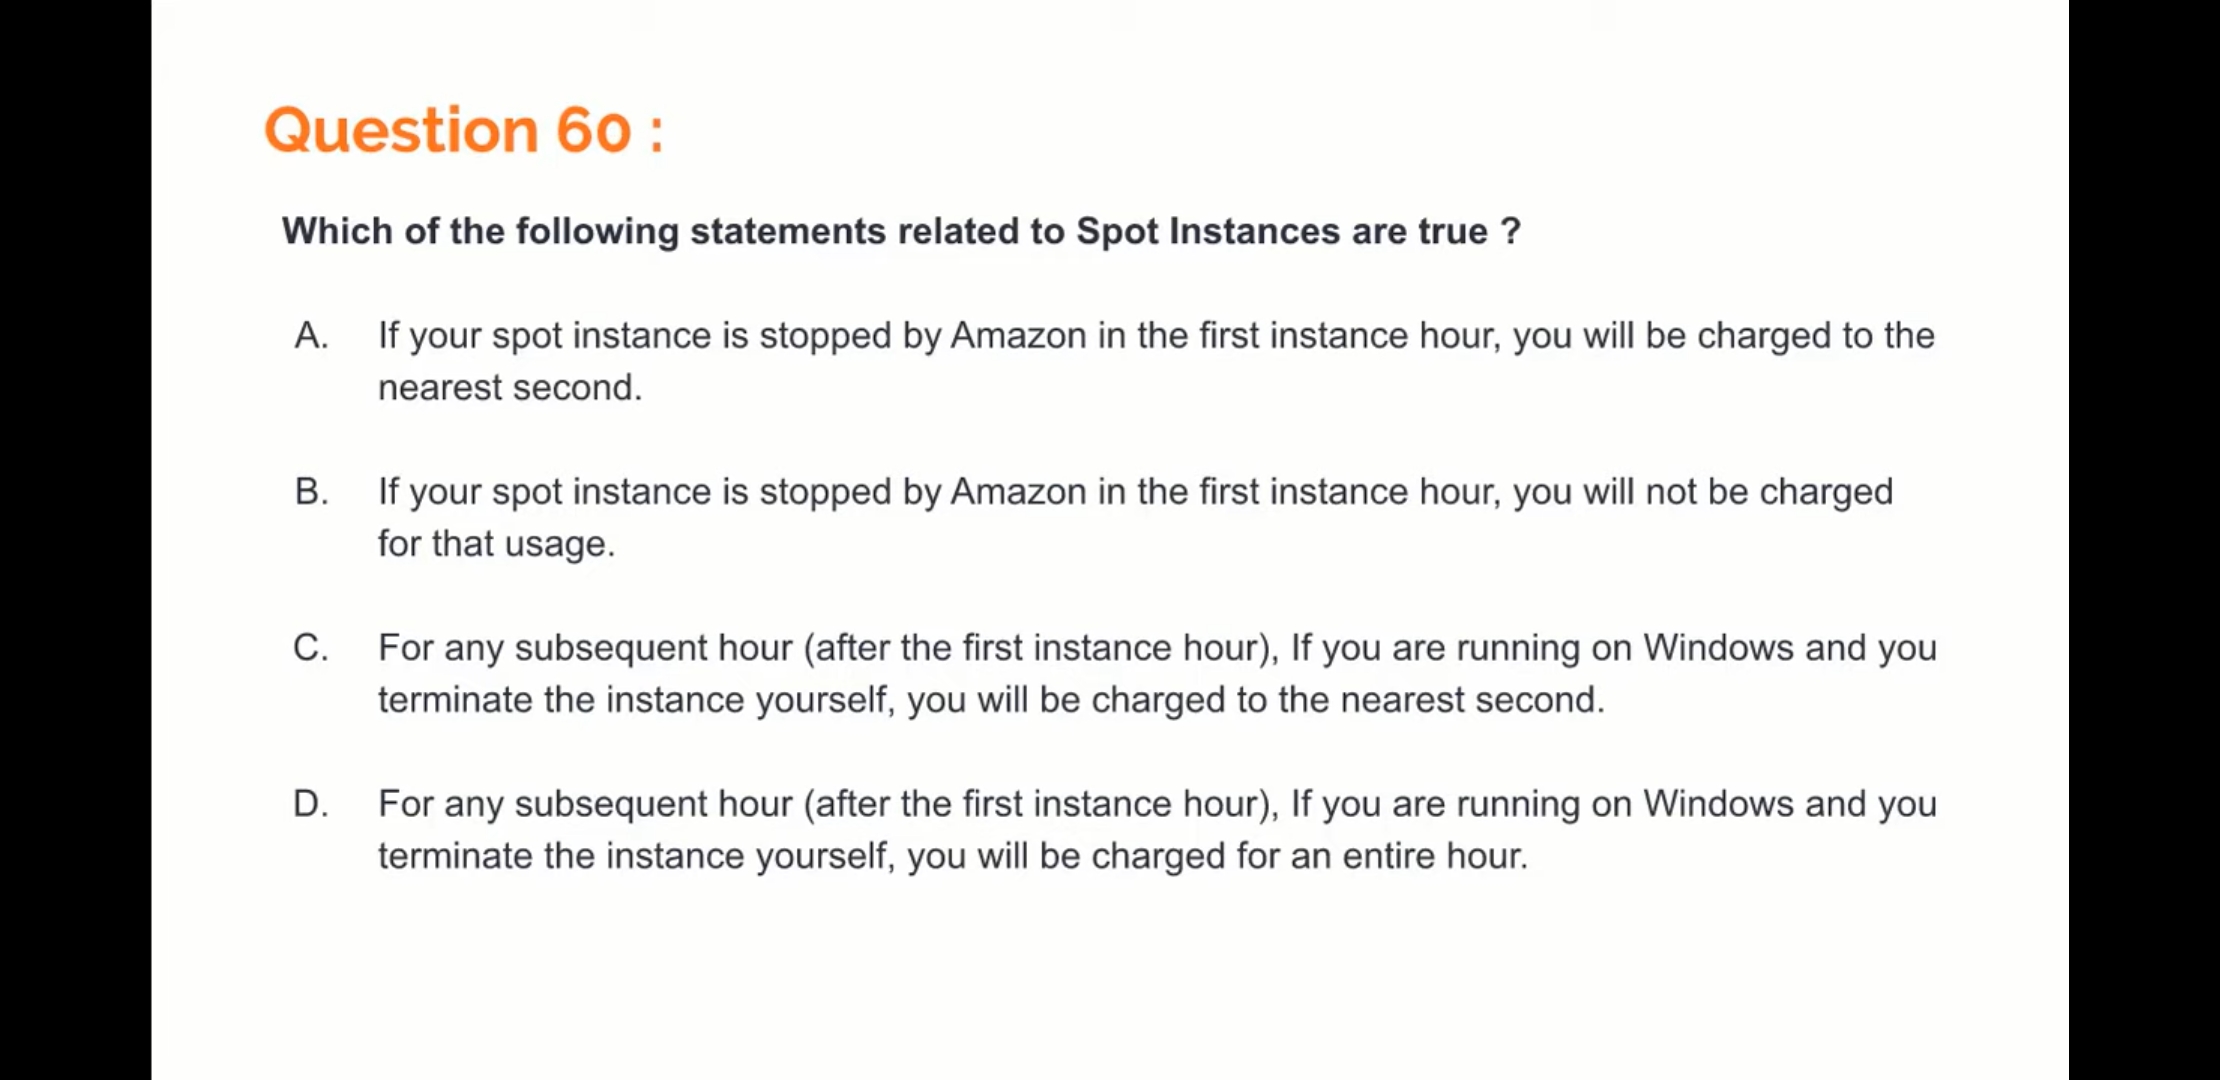 Question 60 :
Which of the following statements related to Spot Instances are true ?
A. If your spot instance is stopped by Amazon in the first instance hour, you will be charged to the
nearest second.
B. If your spot instance is stopped by Amazon in the first instance hour, you will not be charged
for that usage.
C. For any subsequent hour (after the first instance hour), If you are running on Windows and you
terminate the instance yourself, you will be charged to the nearest second.
D. For any subsequent hour (after the first instance hour), If you are running on Windows and you
terminate the instance yourself, you will be charged for an entire hour.